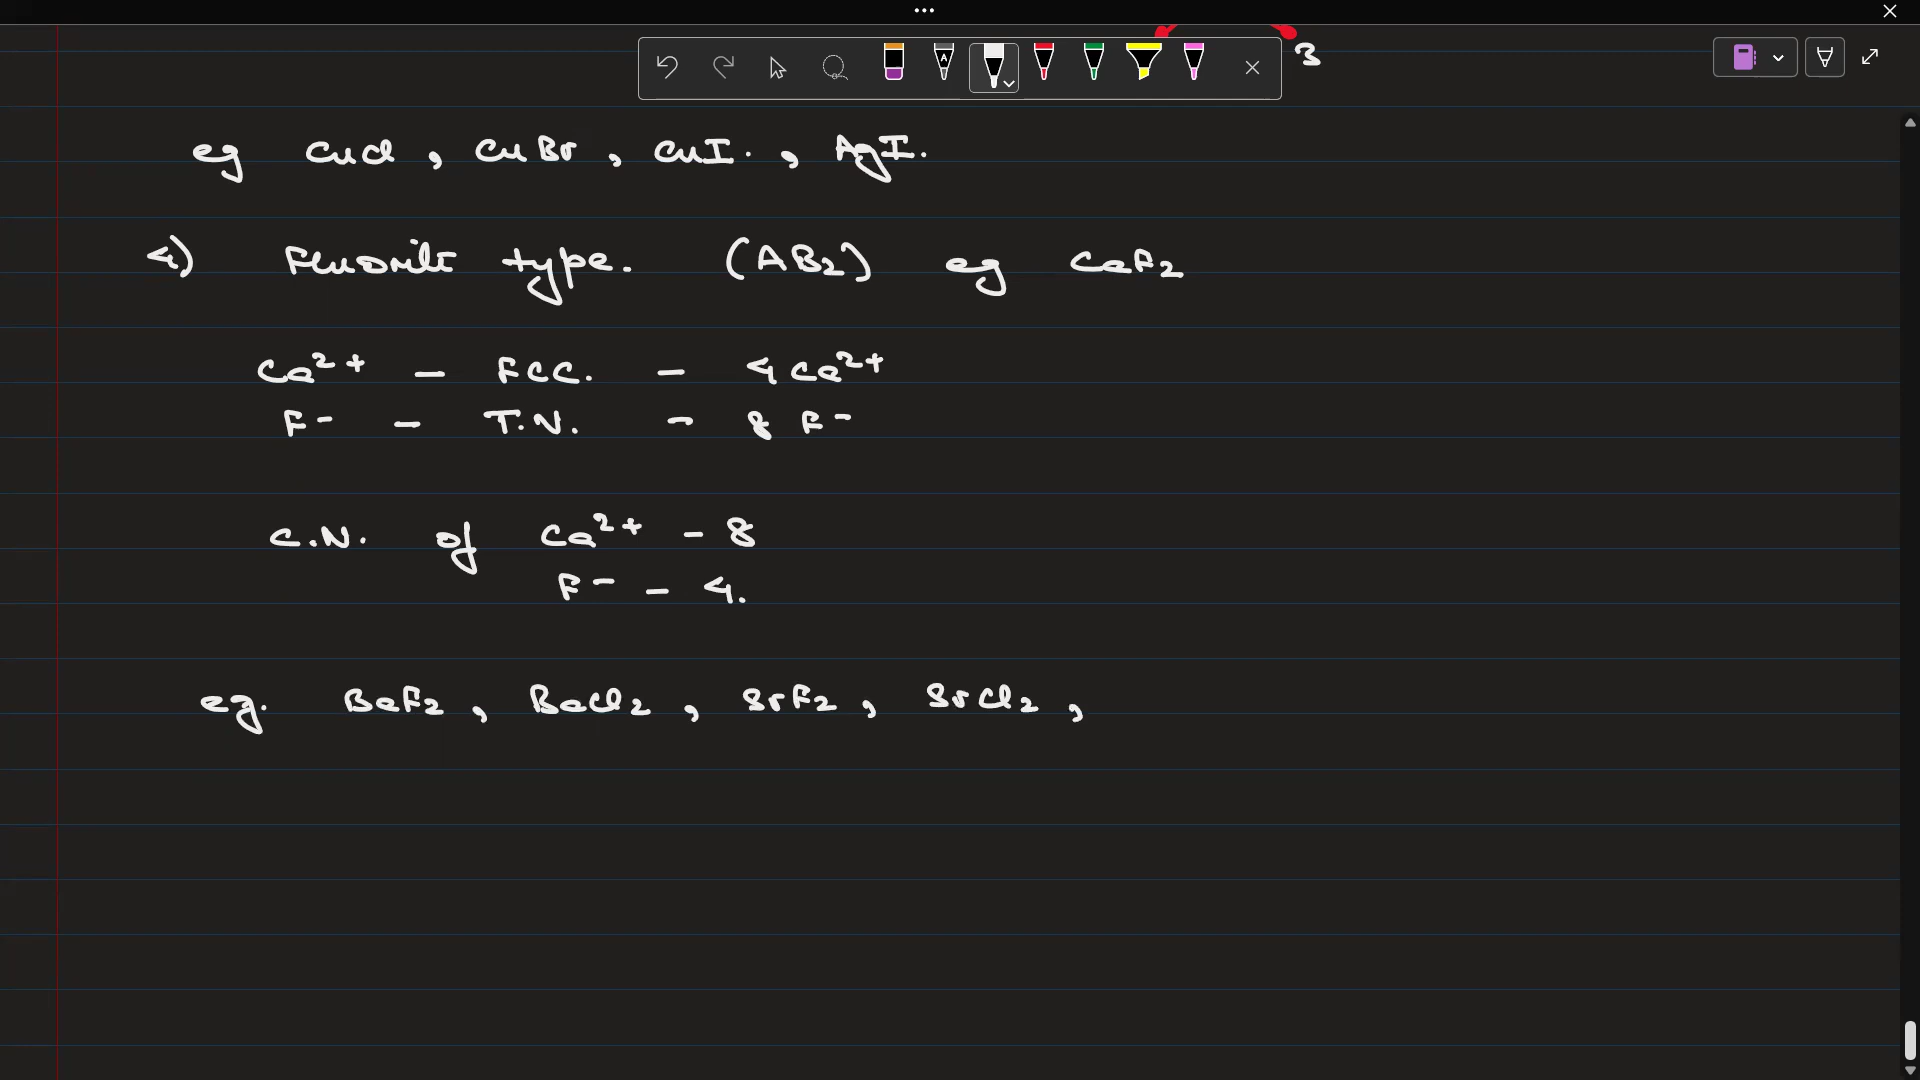 3
eg CuCl , CuBr , CuI. , AgI.
4) Fluorite type. (AB₂) eg CaF₂
Ca²⁺ – FCC. – 4 Ca²⁺
F⁻ – T.V. – 8 F⁻
C.N. of Ca²⁺ – 8
F⁻ – 4.
eg. BaF₂ , BaCl₂ , SrF₂ , SrCl₂ ,